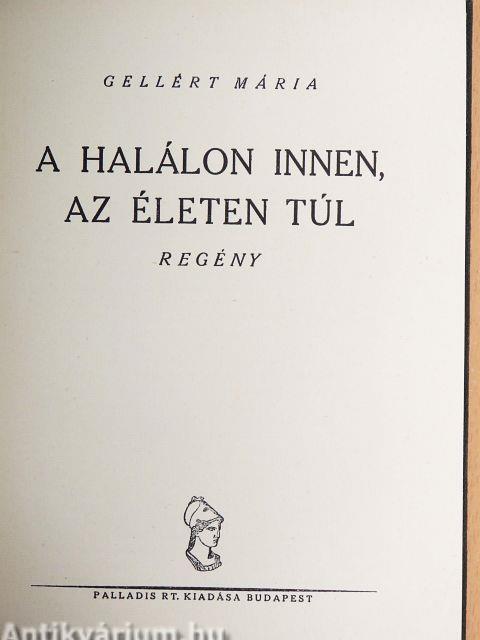 GELLÉRT MÁRIA
A HALÁLON INNEN,
AZ ÉLETEN TÚL
REGÉNY
PALLADIS RT. KIADÁSA BUDAPEST
Antikvárium.hu